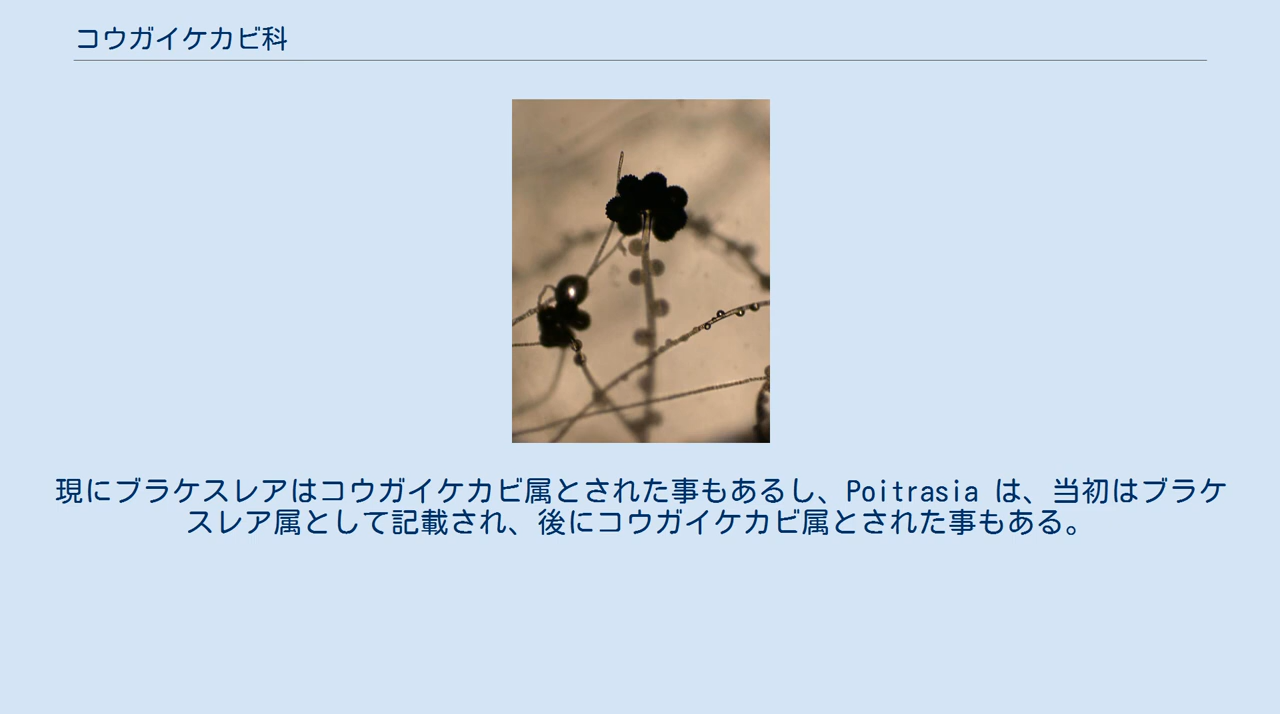 コウガイケカビ科
現にブラケスレアはコウガイケカビ属とされた事もあるし、Poitrasia は、当初はブラケ
スレア属として記載され、後にコウガイケカビ属とされた事もある。